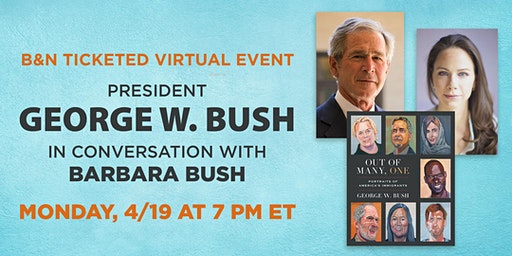 B&N TICKETED VIRTUAL EVENT
PRESIDENT
GEORGE W. BUSH
IN CONVERSATION WITH
BARBARA BUSH
MONDAY, 4/19 AT 7 PM ET
OUT OF
MANY, ONE
PORTRAITS OF
AMERICA'S IMMIGRANTS
GEORGE W. BUSH